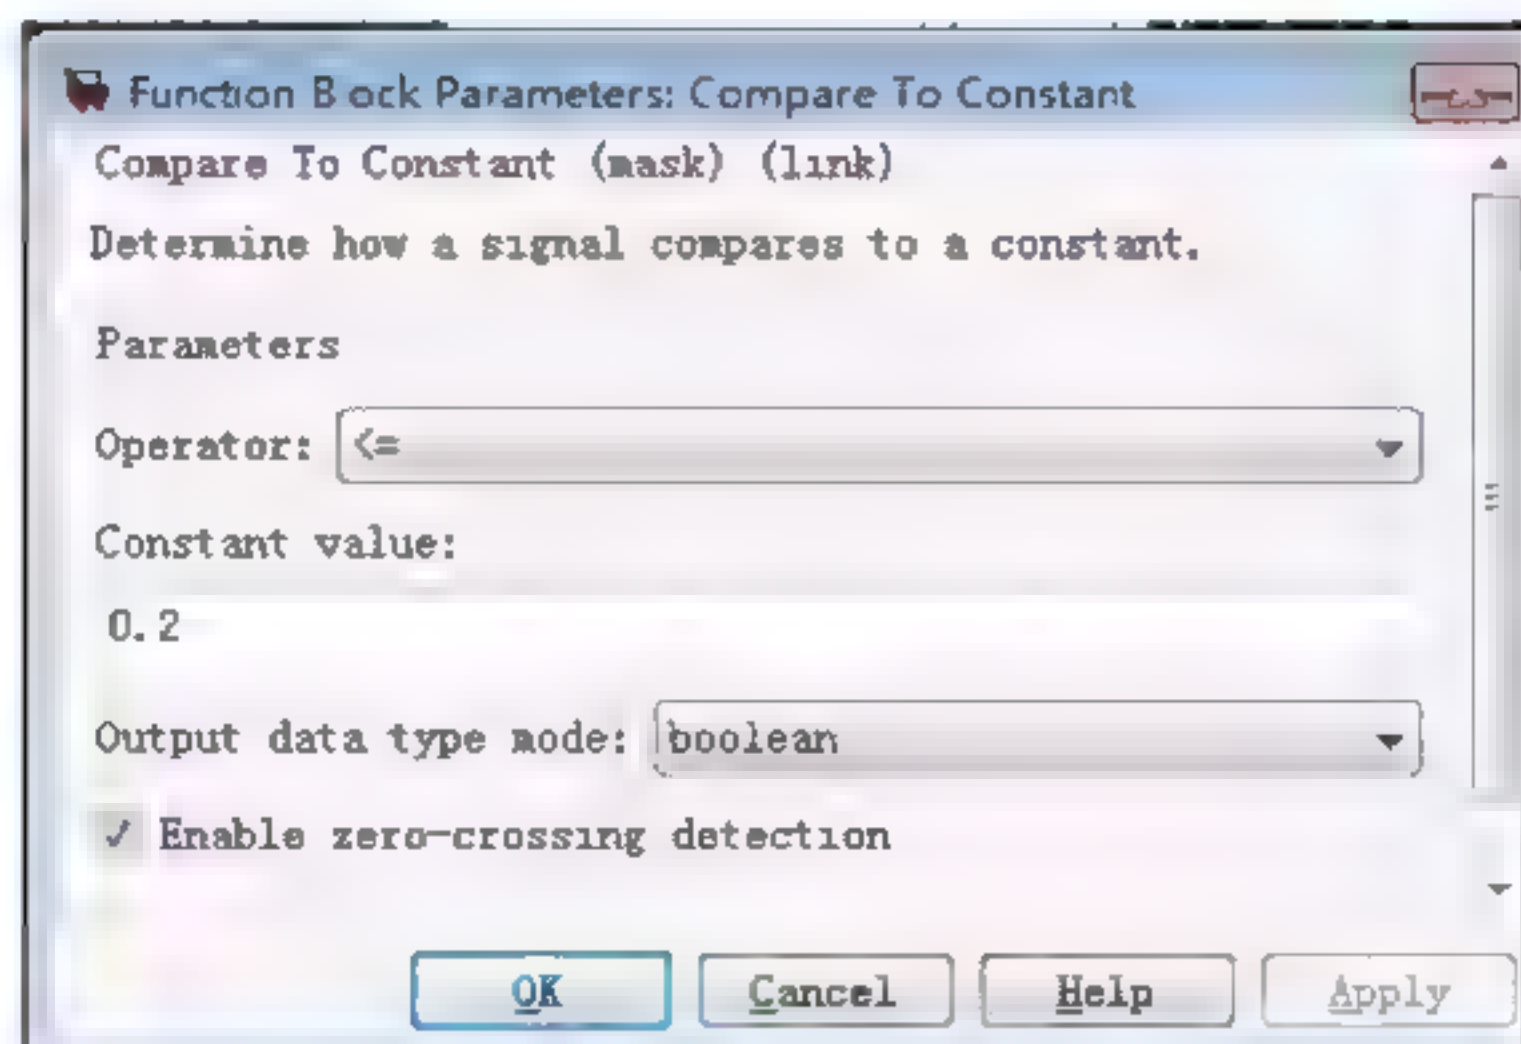 Function Block Parameters: Compare To Constant
Compare To Constant (mask) (link)
Determine how a signal compares to a constant.
Parameters
Operator: <=
Constant value:
0.2
Output data type mode: boolean
✓ Enable zero-crossing detection
OK Cancel Help Apply